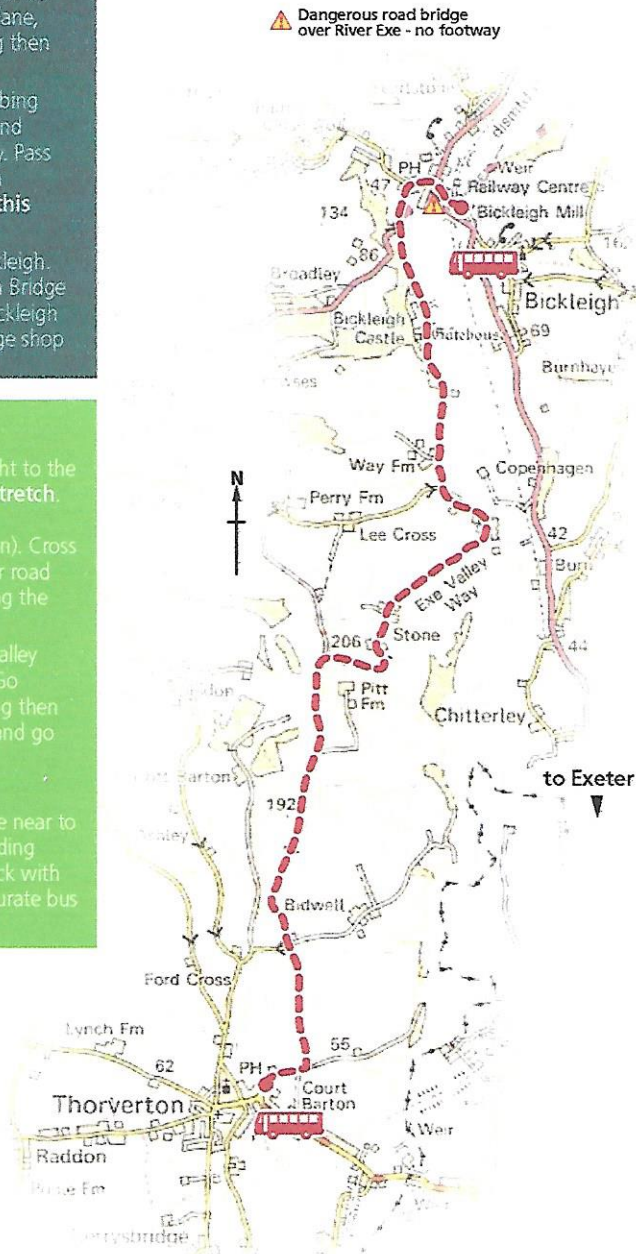 ane,
g then
bing
nd
. Pass
this
leigh.
Bridge
ckleigh
ge shop
ht to the
tretch.
n). Cross
r road
ng the
alley
Go
g then
and go
e near to
ding
ck with
urate bus
Dangerous road bridge
over River Exe - no footway
PH
Weir
47
Railway Centre
134
Bickleigh Mill
86
Broadley
Bickleigh
Bickleigh
Castle
Gatehouse
69
Way Fm
Copenhagen
N
Perry Fm
Lee Cross
42
Burn
Exe Valley
Way
44
206
Stone
Pitt
Fm
Chitterley
to Exeter
192
Bidwell
Ford Cross
Lynch Fm
55
62
PH
Court
Barton
Thorverton
Weir
Raddon